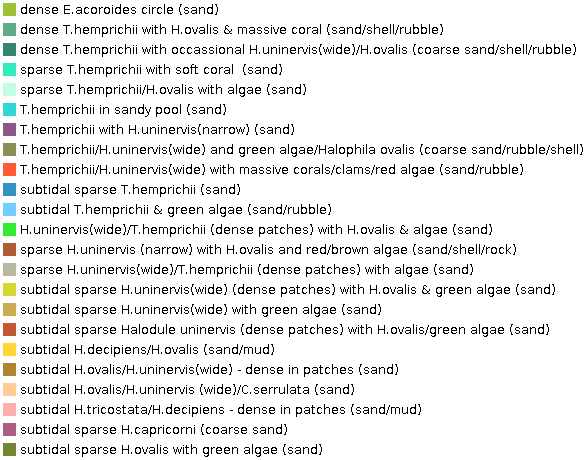 dense E.acoroides circle (sand)
dense T.hemprichii with H.ovalis & massive coral (sand/shell/rubble)
dense T.hemprichii with occassional H.uninervis(wide)/H.ovalis (coarse sand/shell/rubble)
sparse T.hemprichii with soft coral (sand)
sparse T.hemprichii/H.ovalis with algae (sand)
T.hemprichii in sandy pool (sand)
T.hemprichii with H.uninervis(narrow) (sand)
T.hemprichii/H.uninervis(wide) and green algae/Halophila ovalis (coarse sand/rubble/shell)
T.hemprichii/H.uninervis(wide) with massive corals/clams/red algae (sand/rubble)
subtidal sparse T.hemprichii (sand)
subtidal T.hemprichii & green algae (sand/rubble)
H.uninervis(wide)/T.hemprichii (dense patches) with H.ovalis & algae (sand)
sparse H.uninervis (narrow) with H.ovalis and red/brown algae (sand/shell/rock)
sparse H.uninervis(wide)/T.hemprichii (dense patches) with algae (sand)
subtidal sparse H.uninervis(wide) (dense patches) with H.ovalis & green algae (sand)
subtidal sparse H.uninervis(wide) with green algae (sand)
subtidal sparse Halodule uninervis (dense patches) with H.ovalis/green algae (sand)
subtidal H.decipiens/H.ovalis (sand/mud)
subtidal H.ovalis/H.uninervis(wide) - dense in patches (sand)
subtidal H.ovalis/H.uninervis (wide)/C.serrulata (sand)
subtidal H.tricostata/H.decipiens - dense in patches (sand/mud)
subtidal sparse H.capricorni (coarse sand)
subtidal sparse H.ovalis with green algae (sand)